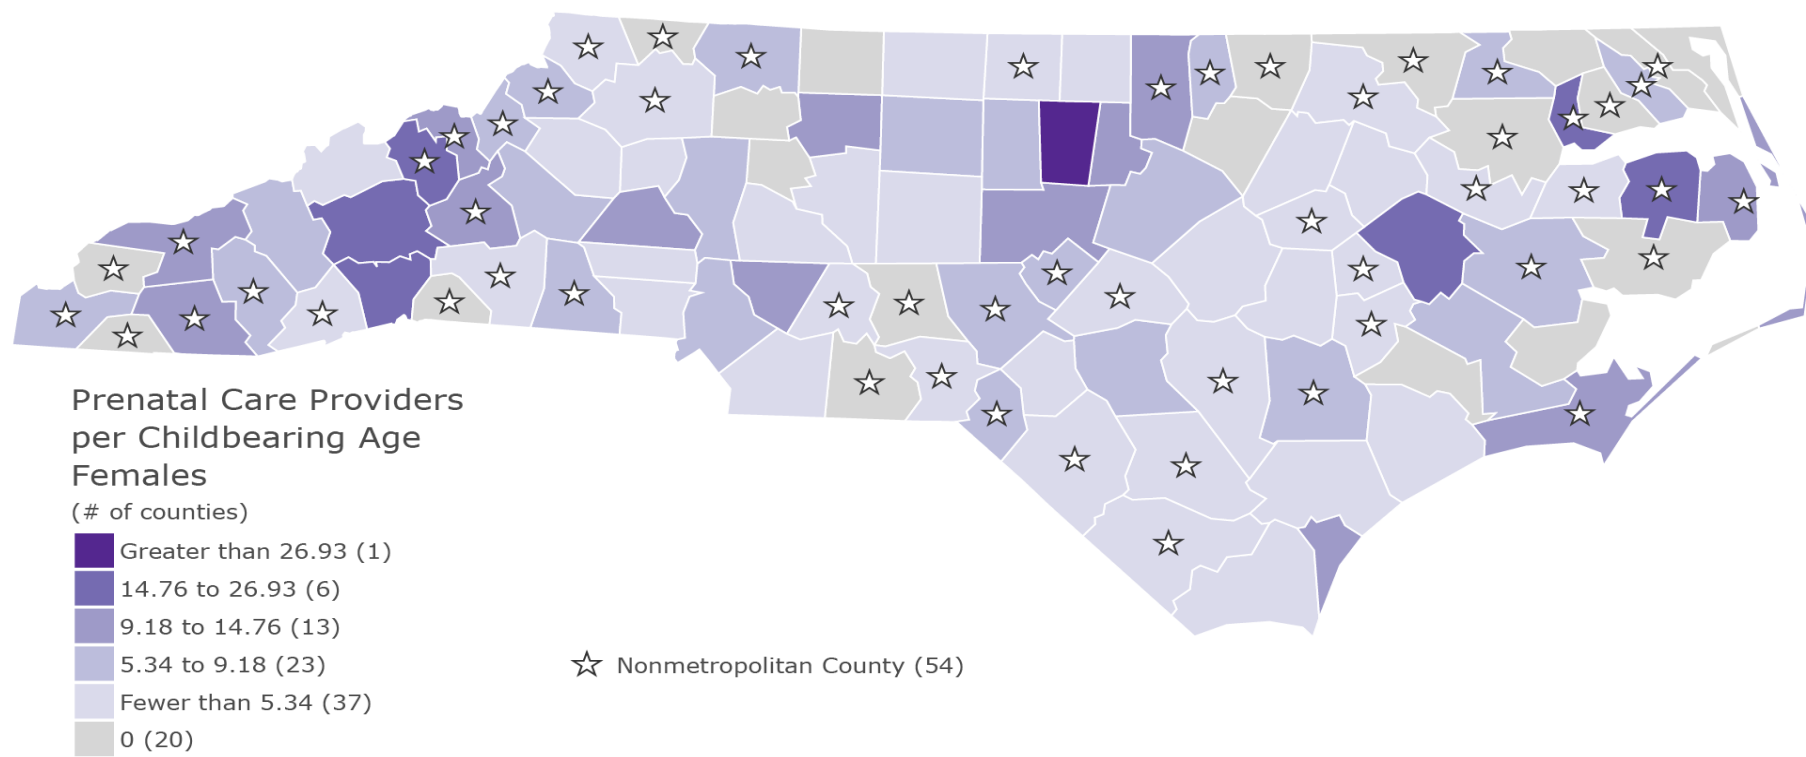 Prenatal Care Providers
per Childbearing Age
Females
(# of counties)
Greater than 26.93 (1)
14.76 to 26.93 (6)
9.18 to 14.76 (13)
5.34 to 9.18 (23)
Fewer than 5.34 (37)
0 (20)
Nonmetropolitan County (54)